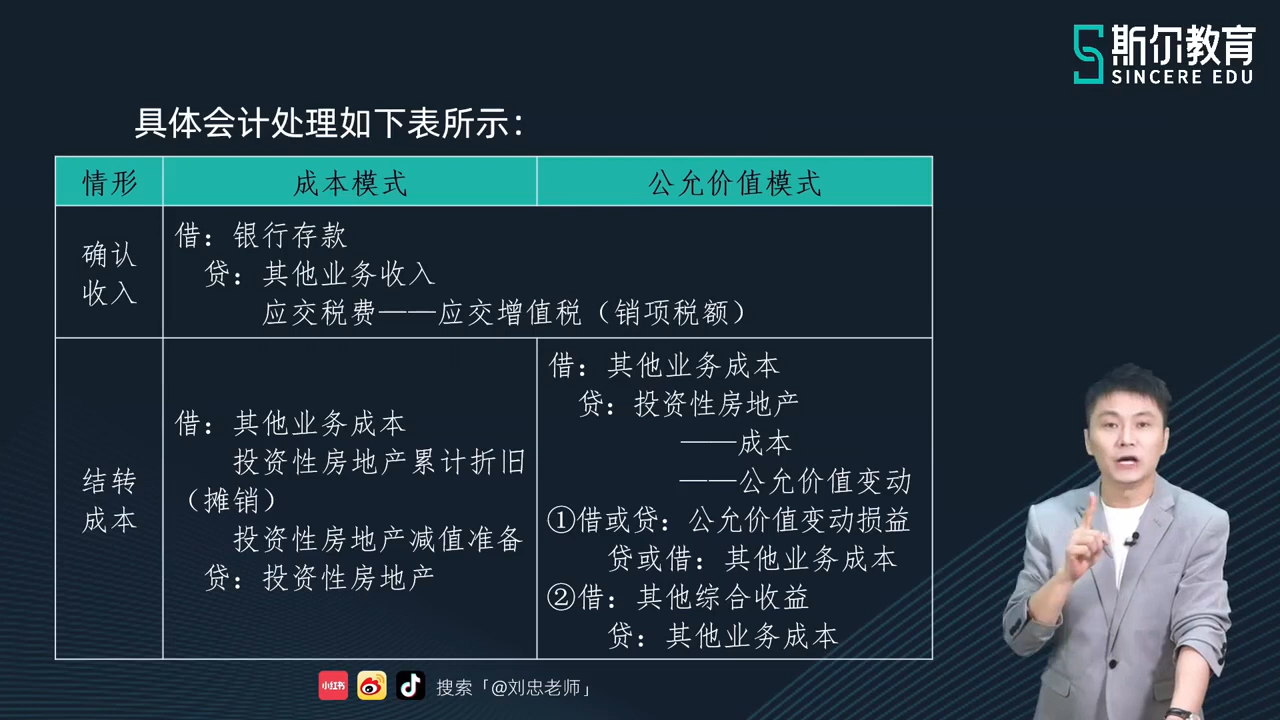 斯尔教育
SINCERE EDU
具体会计处理如下表所示：
情形
成本模式
公允价值模式
确认
收入
借：银行存款
贷：其他业务收入
应交税费——应交增值税（销项税额）
结转
成本
借：其他业务成本
投资性房地产累计折旧
（摊销）
投资性房地产减值准备
贷：投资性房地产
借：其他业务成本
贷：投资性房地产
——成本
——公允价值变动
①借或贷：公允价值变动损益
贷或借：其他业务成本
②借：其他综合收益
贷：其他业务成本
小红书
搜索「@刘忠老师」